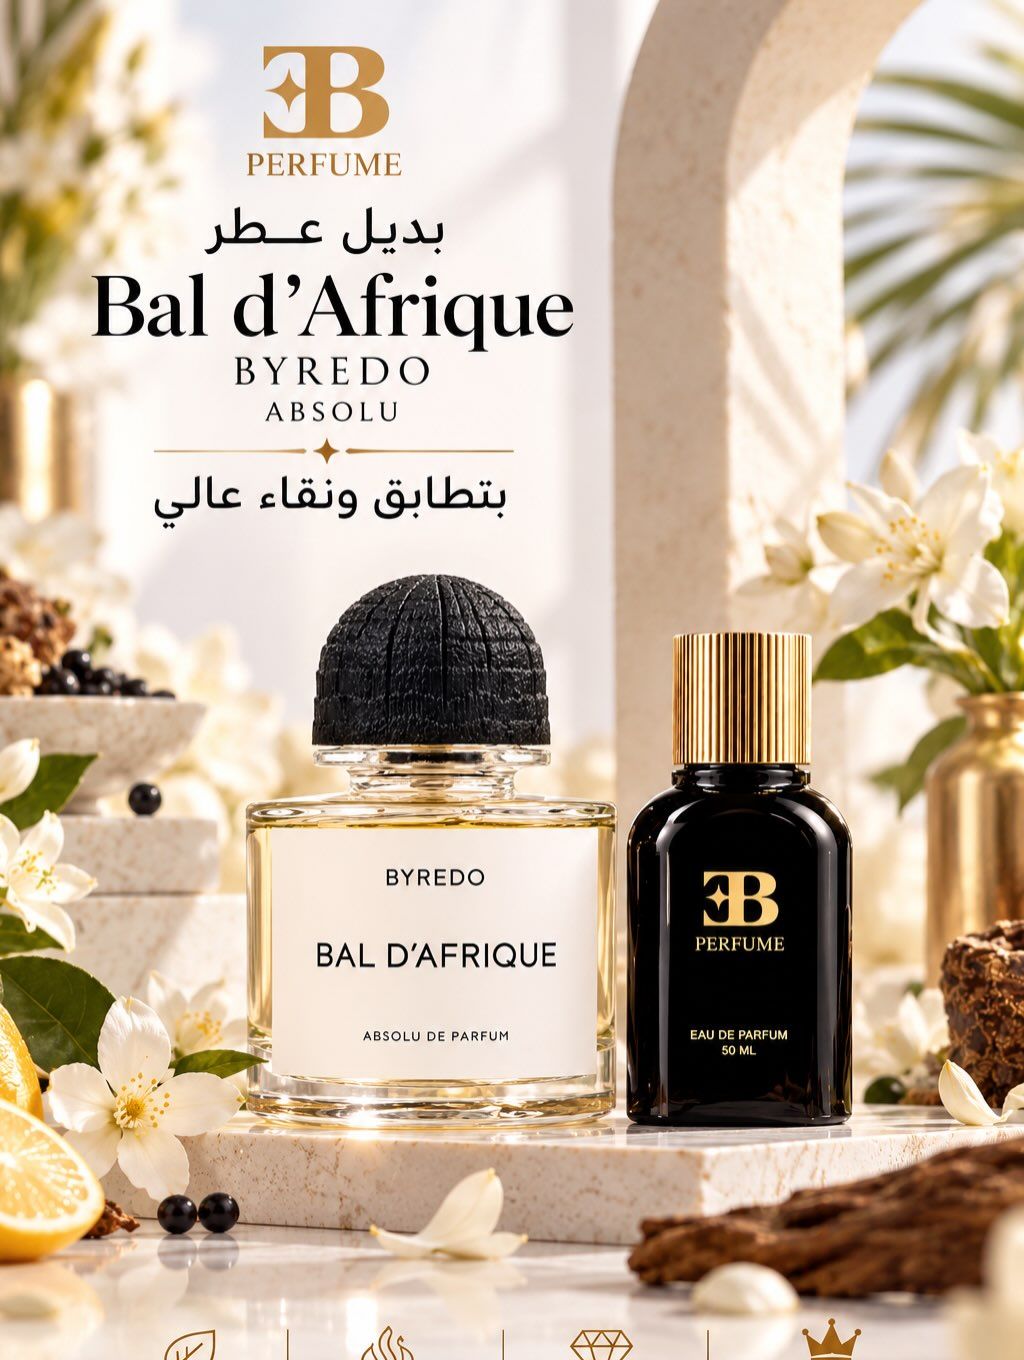 EB
PERFUME
بديل عـطر
Bal d’Afrique
BYREDO
ABSOLU
بتطابق ونقاء عالي
BYREDO
BAL D’AFRIQUE
ABSOLU DE PARFUM
EB
PERFUME
EAU DE PARFUM
50 ML